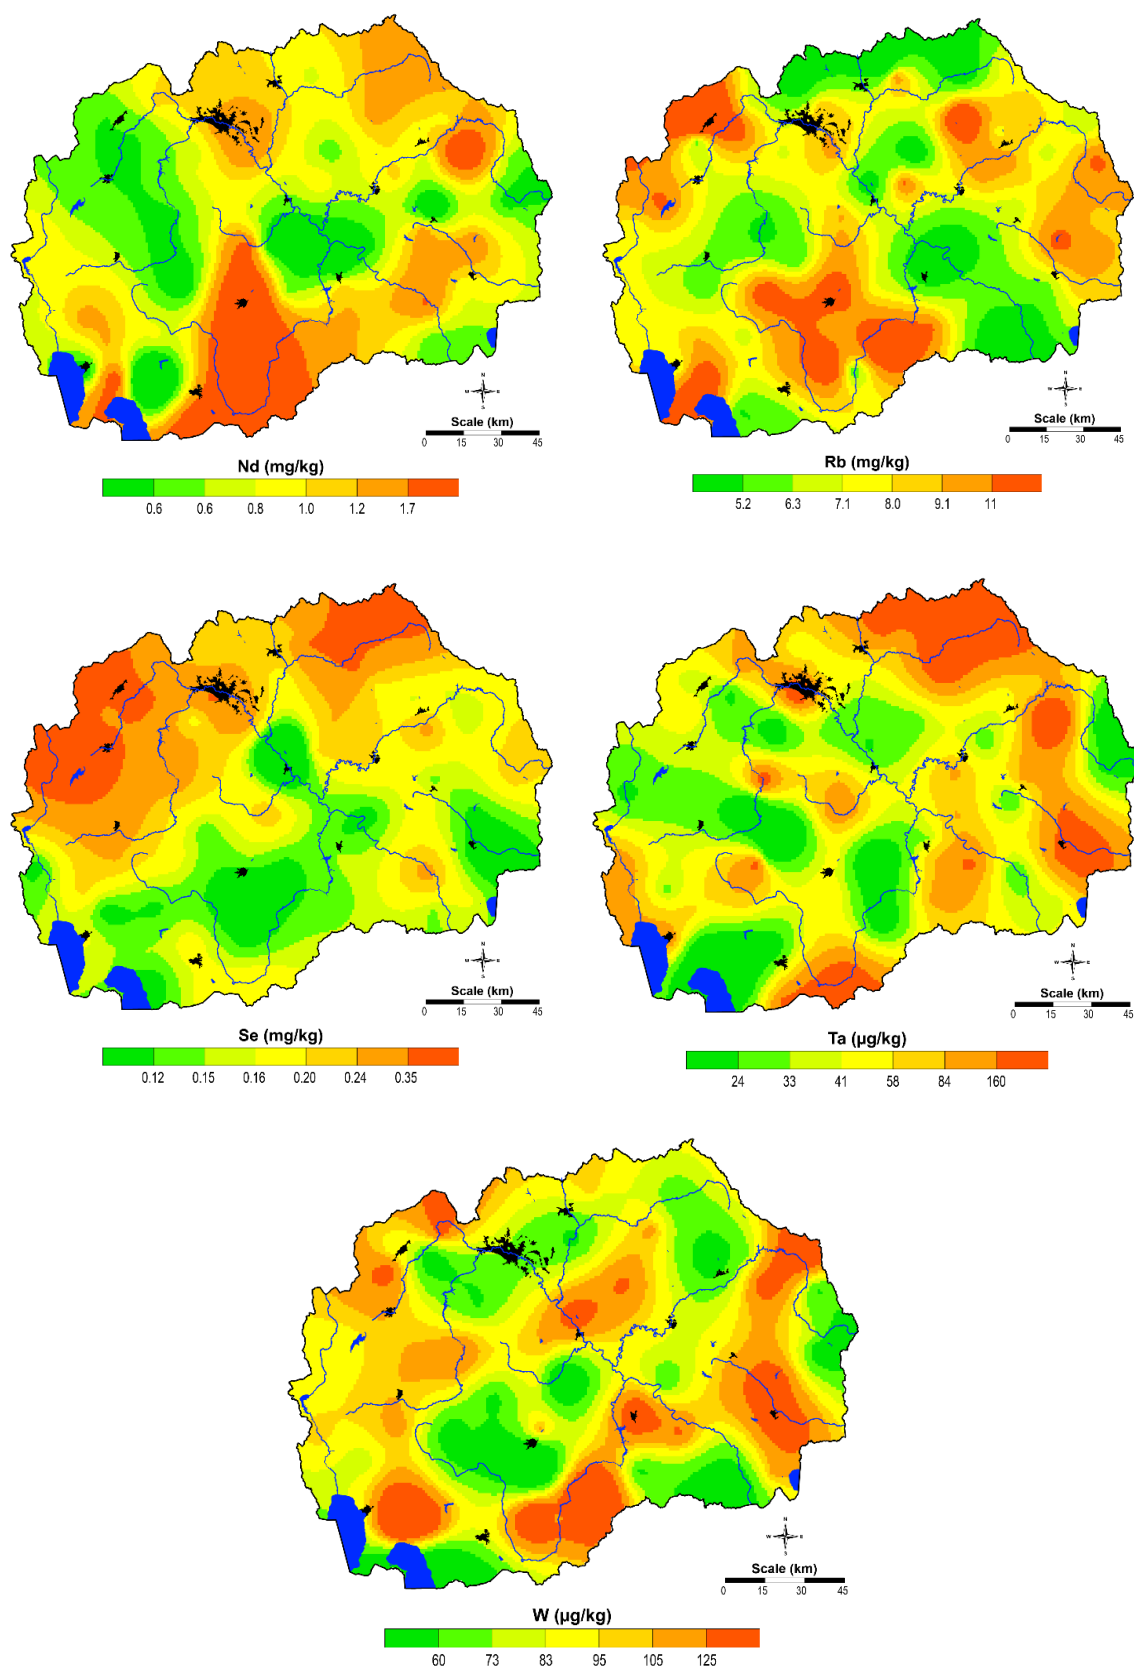 N
W E
S
Scale (km)
0 15 30 45
Nd (mg/kg)
0.6 0.6 0.8 1.0 1.2 1.7
N
W E
S
Scale (km)
0 15 30 45
Rb (mg/kg)
5.2 6.3 7.1 8.0 9.1 11
N
W E
S
Scale (km)
0 15 30 45
Se (mg/kg)
0.12 0.15 0.16 0.20 0.24 0.35
N
W E
S
Scale (km)
0 15 30 45
Ta (µg/kg)
24 33 41 58 84 160
N
W E
S
Scale (km)
0 15 30 45
W (µg/kg)
60 73 83 95 105 125